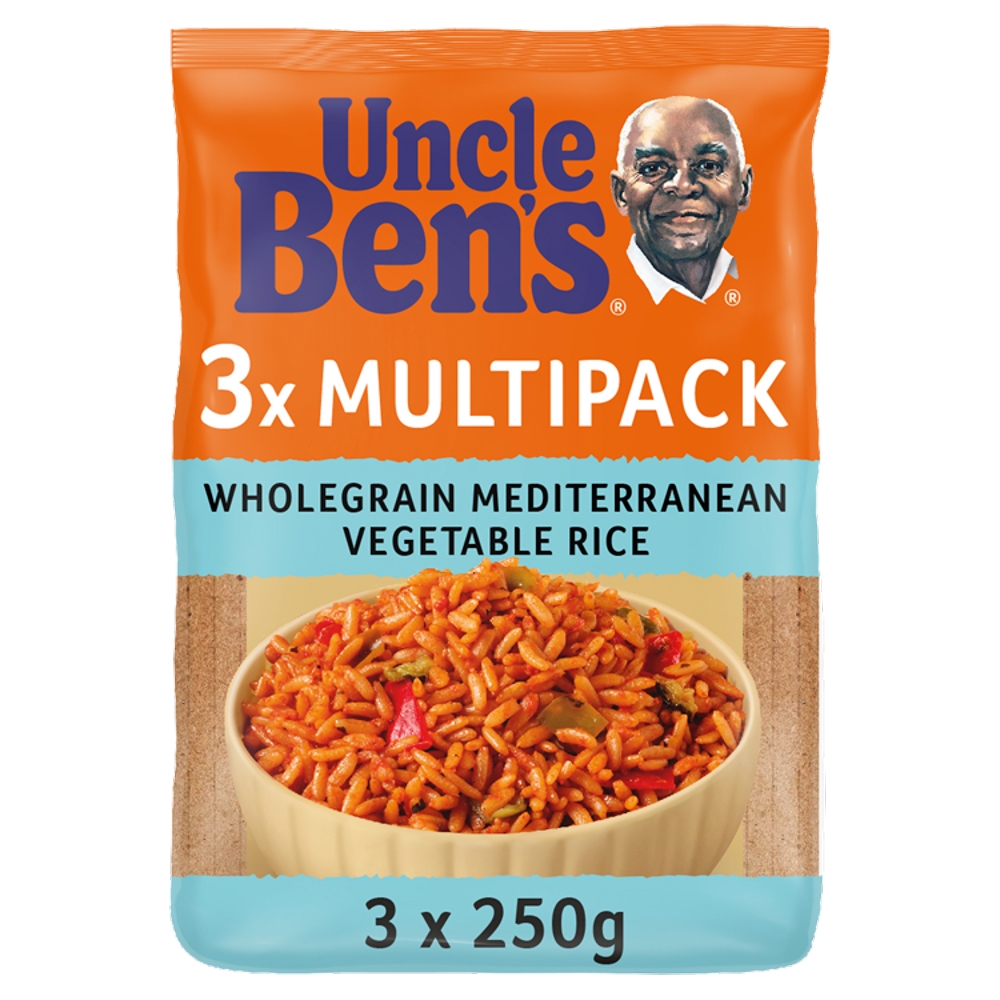 Uncle
Ben's®
®
3x MULTIPACK
WHOLEGRAIN MEDITERRANEAN
VEGETABLE RICE
3 x 250g